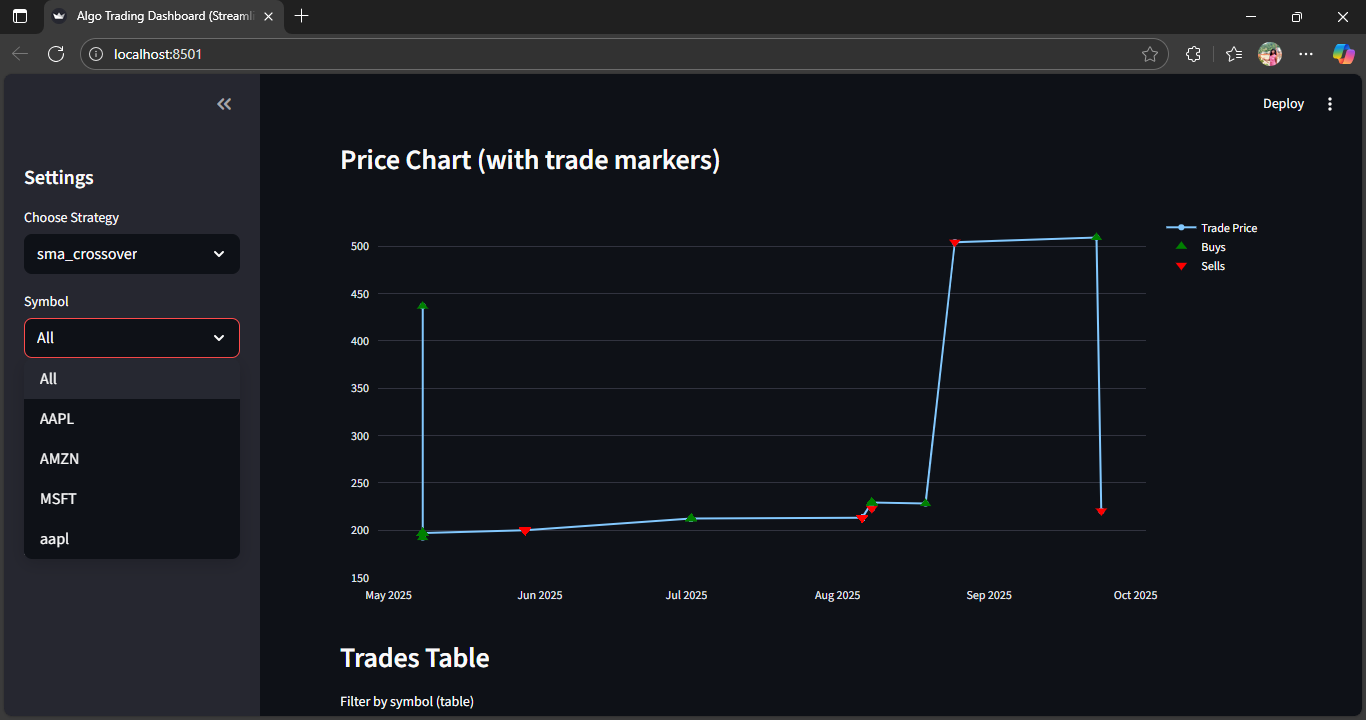 Algo Trading Dashboard (Streamli
localhost:8501
Deploy
Settings
Choose Strategy
sma_crossover
Symbol
All
All
AAPL
AMZN
MSFT
aapl
Price Chart (with trade markers)
Trade Price
Buys
Sells
500
450
400
350
300
250
200
150
May 2025 Jun 2025 Jul 2025 Aug 2025 Sep 2025 Oct 2025
Trades Table
Filter by symbol (table)